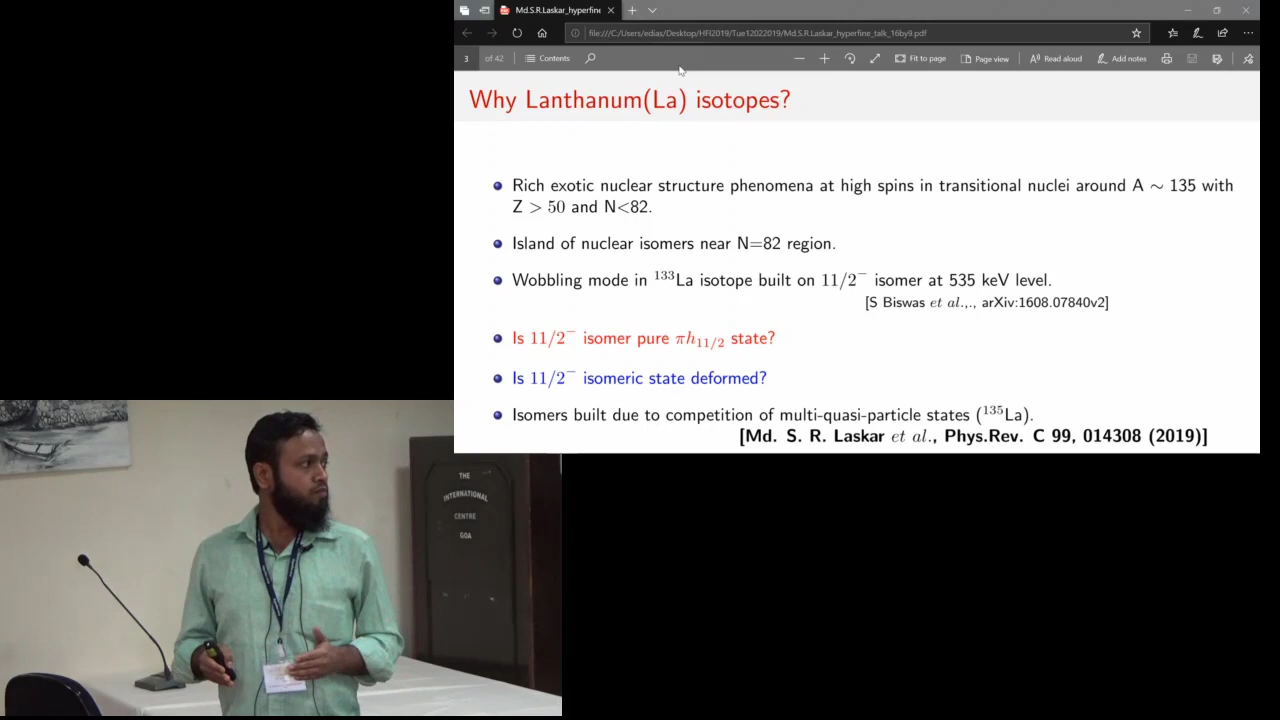 Md.S.R.Laskar_hyperfine
file:///C:/Users/edias/Desktop/HFI2019/Tue12022019/Md.S.R.Laskar_hyperfine_talk_16by9.pdf
3 of 42 Contents Fit to page Page view Read aloud Add notes
Why Lanthanum(La) isotopes?
Rich exotic nuclear structure phenomena at high spins in transitional nuclei around A ∼ 135 with
Z > 50 and N<82.
Island of nuclear isomers near N=82 region.
Wobbling mode in ¹³³La isotope built on 11/2⁻ isomer at 535 keV level.
[S Biswas et al.,., arXiv:1608.07840v2]
Is 11/2⁻ isomer pure πh₁₁/₂ state?
Is 11/2⁻ isomeric state deformed?
Isomers built due to competition of multi-quasi-particle states (¹³⁵La).
[Md. S. R. Laskar et al., Phys.Rev. C 99, 014308 (2019)]
THE
INTERNATIONAL
CENTRE
GOA